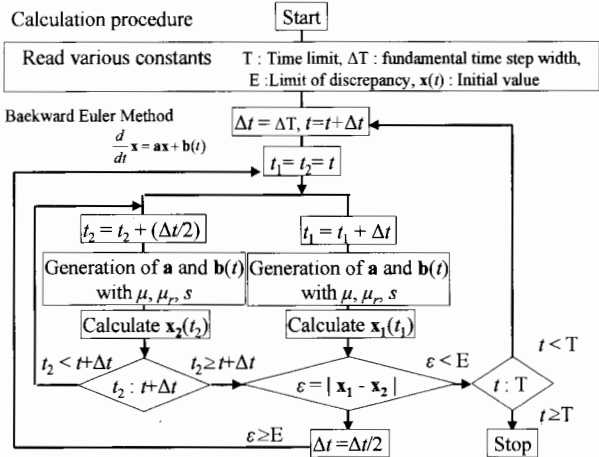 Calculation procedure
Start
Read various constants
T : Time limit, ΔT : fundamental time step width,
E :Limit of discrepancy, x(t) : Initial value
Baekward Euler Method
d/dt x = ax + b(t)
Δt = ΔT, t=t+Δt
t₁= t₂= t
t₂ = t₂ + (Δt/2)
t₁ = t₁ + Δt
Generation of a and b(t)
with μ, μᵣ, s
Generation of a and b(t)
with μ, μᵣ, s
Calculate x₂(t₂)
Calculate x₁(t₁)
t₂ < t+Δt
t₂ : t+Δt
t₂≥t+Δt
ε = | x₁ - x₂ |
ε < E
t : T
t < T
t≥T
ε≥E
Δt =Δt/2
Stop